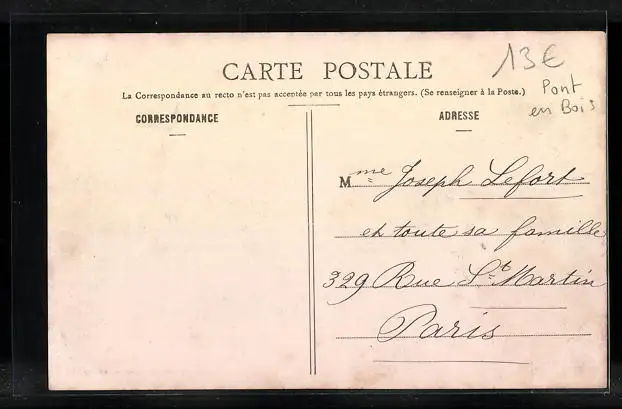 13€
Pont
en Bois
CARTE POSTALE
La Correspondance au recto n'est pas acceptée par tous les pays étrangers. (Se renseigner à la Poste.)
CORRESPONDANCE
ADRESSE
Mme Joseph Lefort
et toute sa famille
329 Rue St Martin
Paris